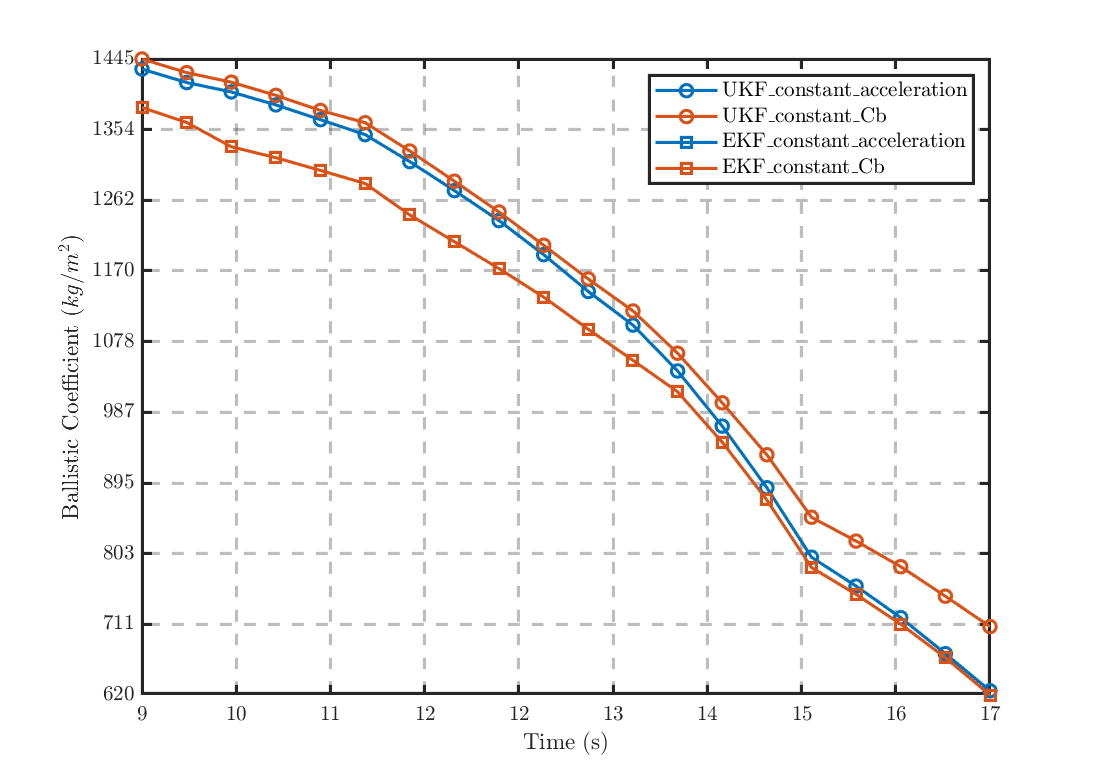 1445
1354
1262
1170
1078
987
895
803
711
620
Ballistic Coefficient (kg/m²)
9 10 11 12 12 13 14 15 16 17
Time (s)
UKF_constant_acceleration
UKF_constant_Cb
EKF_constant_acceleration
EKF_constant_Cb